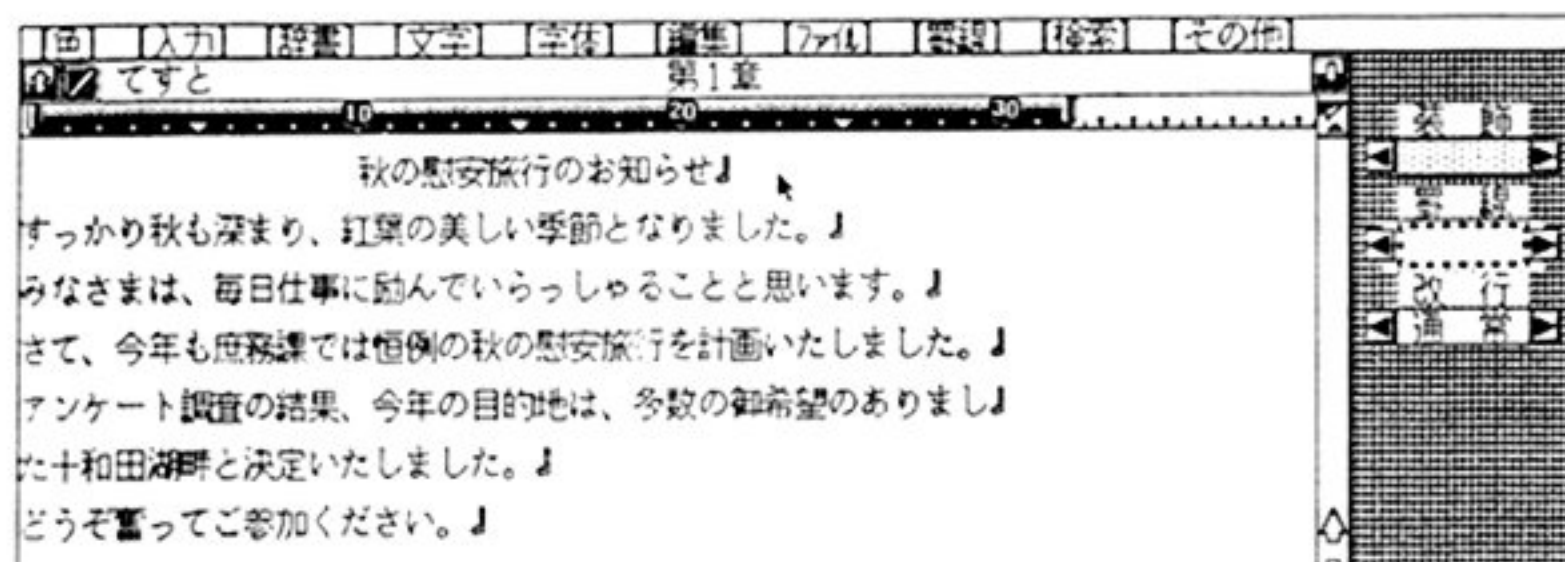 色 入力 辞書 文字 字体 編集 ファイル 罫線 検索 その他
てすと 第1章
10 20 30
装飾
秋の慰安旅行のお知らせ
罫線
すっかり秋も深まり、紅葉の美しい季節となりました。
みなさまは、毎日仕事に励んでいらっしゃることと思います。
改行
通常
さて、今年も庶務課では恒例の秋の慰安旅行を計画いたしました。
アンケート調査の結果、今年の目的地は、多数の御希望のありまし
た十和田湖畔と決定いたしました。
どうぞ奮ってご参加ください。